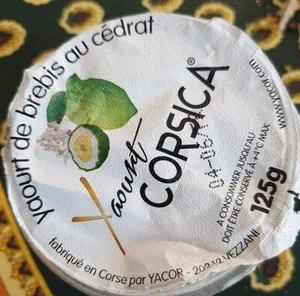 Yaourt de brebis au cédrat
Yaourt
CORSICA®
www.yacor.com
A CONSOMMER JUSQU'AU
DOIT ÊTRE CONSERVÉ A +4°C MAX
125g
fabriqué en Corse par YACOR - 20242 VEZZANI